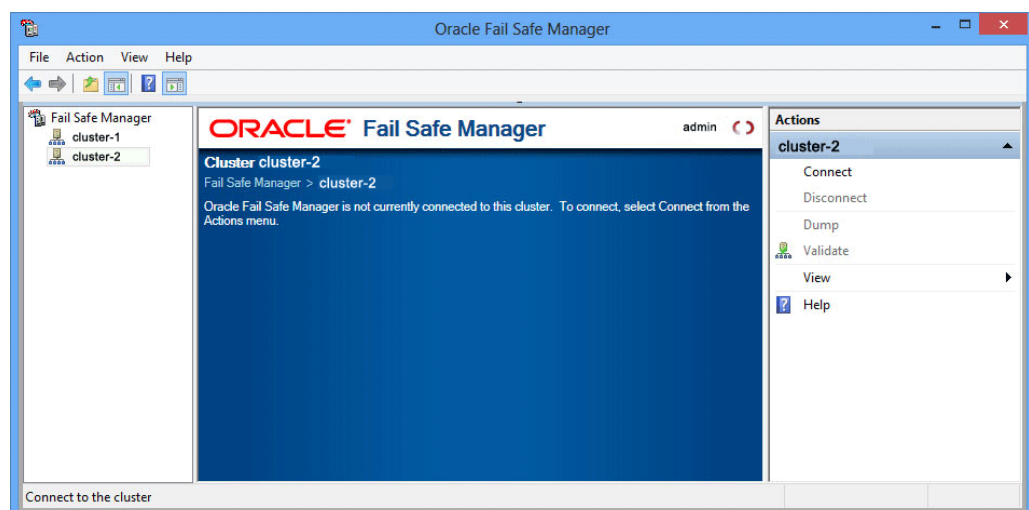 Oracle Fail Safe Manager
File Action View Help
Fail Safe Manager
cluster-1
cluster-2
ORACLE Fail Safe Manager
admin
Cluster cluster-2
Fail Safe Manager > cluster-2
Oracle Fail Safe Manager is not currently connected to this cluster. To connect, select Connect from the
Actions menu.
Actions
cluster-2
Connect
Disconnect
Dump
Validate
View
Help
Connect to the cluster